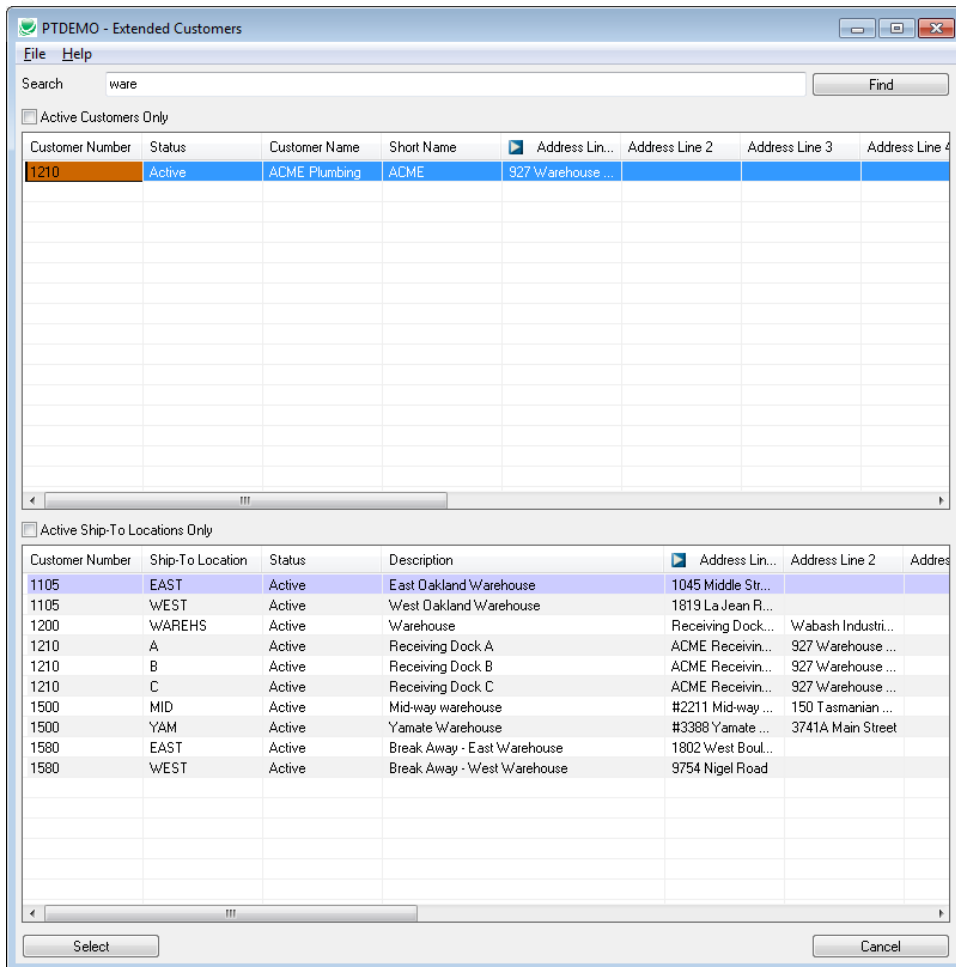 PTDEMO - Extended Customers
File Help
Search ware Find
Active Customers Only
Customer Number Status Customer Name Short Name Address Lin... Address Line 2 Address Line 3 Address Line 4
1210 Active ACME Plumbing ACME 927 Warehouse ...
Active Ship-To Locations Only
Customer Number Ship-To Location Status Description Address Lin... Address Line 2 Addres
1105 EAST Active East Oakland Warehouse 1045 Middle Str...
1105 WEST Active West Oakland Warehouse 1819 La Jean R...
1200 WAREHS Active Warehouse Receiving Dock... Wabash Industri...
1210 A Active Receiving Dock A ACME Receivin... 927 Warehouse ...
1210 B Active Receiving Dock B ACME Receivin... 927 Warehouse ...
1210 C Active Receiving Dock C ACME Receivin... 927 Warehouse ...
1500 MID Active Mid-way warehouse #2211 Mid-way ... 150 Tasmanian ...
1500 YAM Active Yamate Warehouse #3388 Yamate ... 3741A Main Street
1580 EAST Active Break Away - East Warehouse 1802 West Boul...
1580 WEST Active Break Away - West Warehouse 9754 Nigel Road
Select Cancel